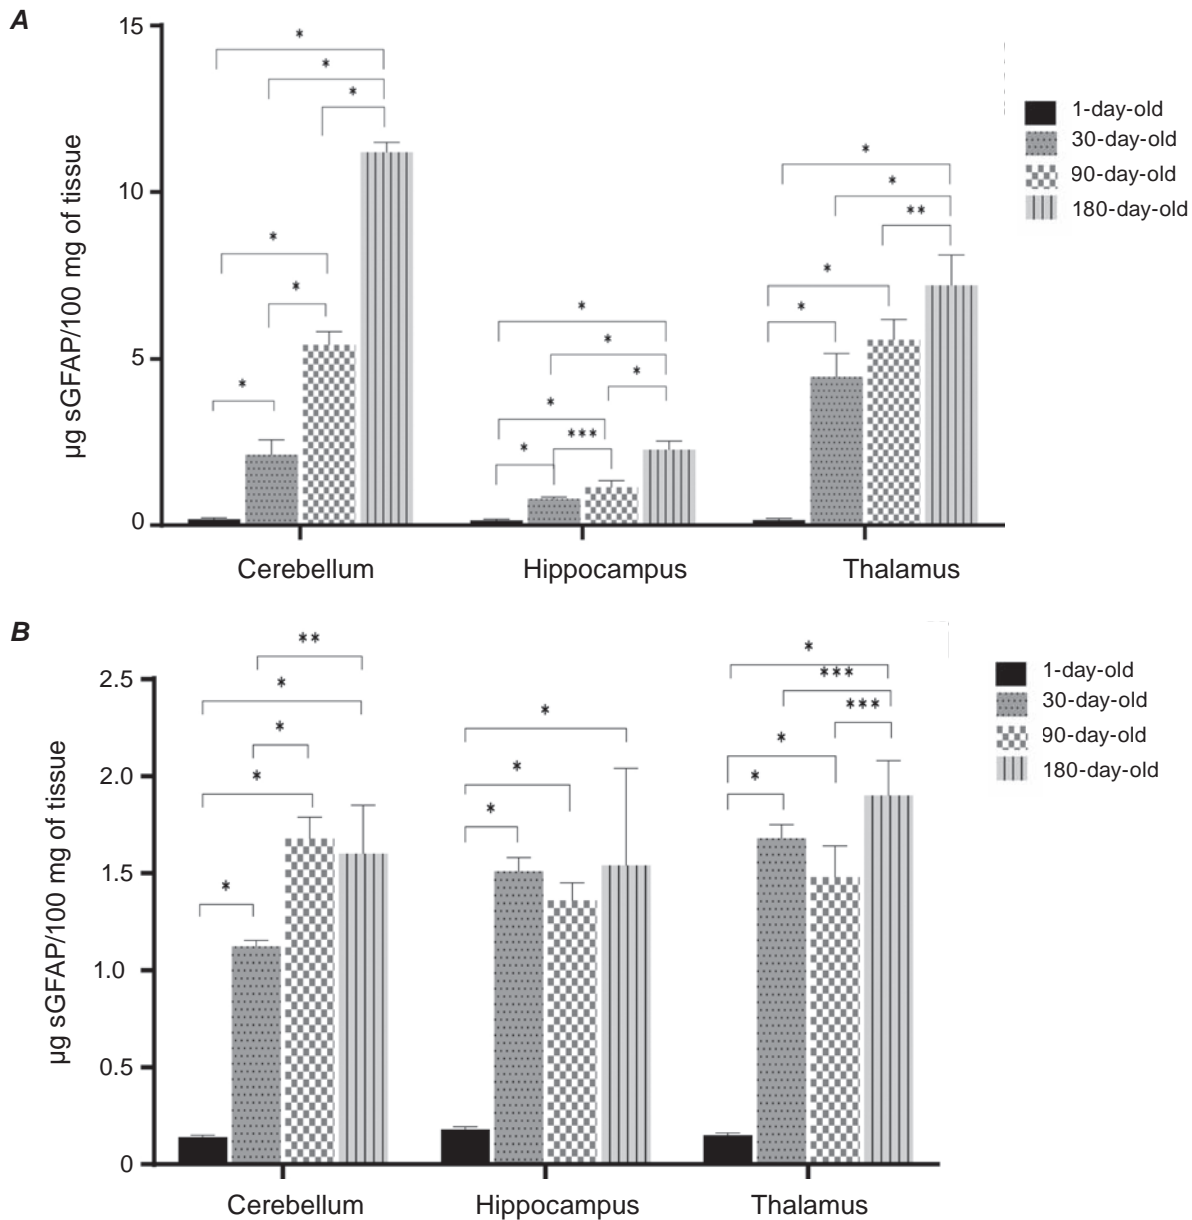 A
15
10
5
0
µg sGFAP/100 mg of tissue
*
*
*
*
*
*
*
*
*
*
*
***
*
*
*
**
*
*
Cerebellum
Hippocampus
Thalamus
1-day-old
30-day-old
90-day-old
180-day-old
B
2.5
2.0
1.5
1.0
0.5
0
µg sGFAP/100 mg of tissue
**
*
*
*
*
*
*
*
*
***
***
*
*
Cerebellum
Hippocampus
Thalamus
1-day-old
30-day-old
90-day-old
180-day-old